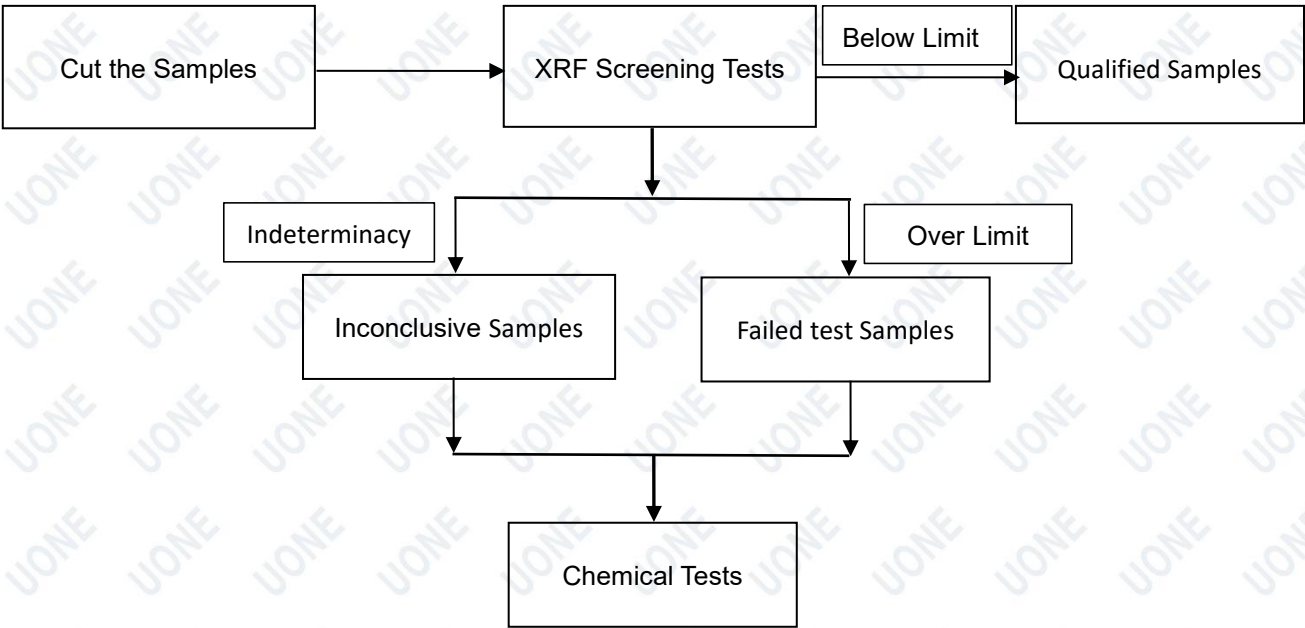 Cut the Samples
XRF Screening Tests
Below Limit
Qualified Samples
Indeterminacy
Over Limit
Inconclusive Samples
Failed test Samples
Chemical Tests
UONE